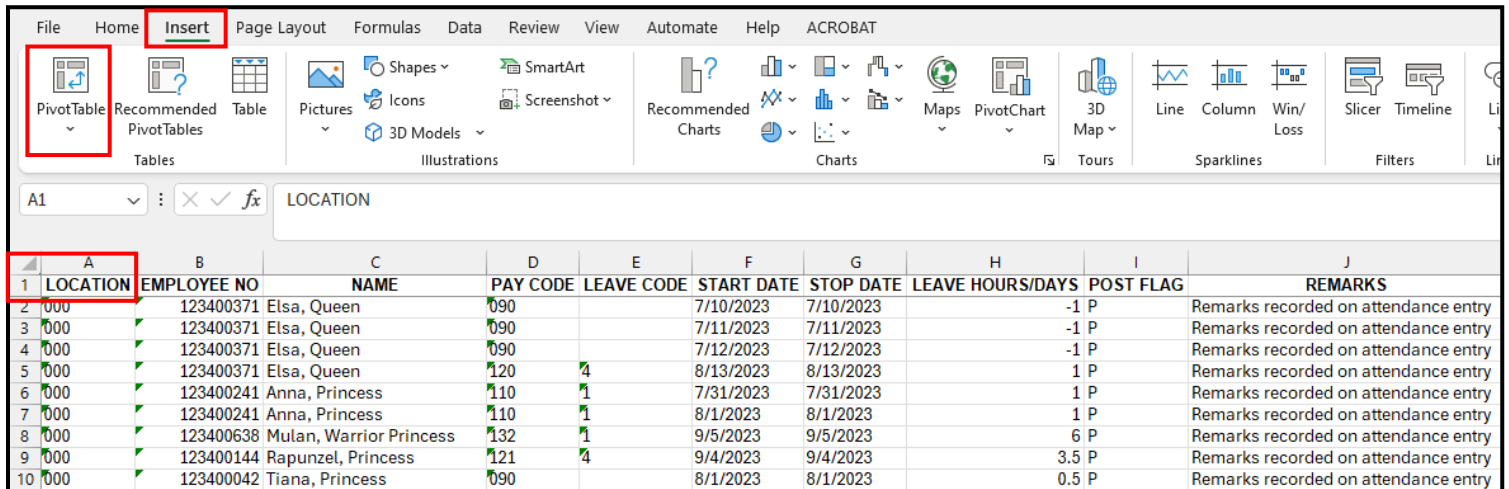 File Home Insert Page Layout Formulas Data Review View Automate Help ACROBAT
PivotTable Recommended PivotTables Table Pictures Shapes Icons 3D Models SmartArt Screenshot Recommended Charts Maps PivotChart 3D Map Line Column Win/Loss Slicer Timeline
Tables Illustrations Charts Tours Sparklines Filters
A1 fx LOCATION
A B C D E F G H I J
1 LOCATION EMPLOYEE NO NAME PAY CODE LEAVE CODE START DATE STOP DATE LEAVE HOURS/DAYS POST FLAG REMARKS
2 000 123400371 Elsa, Queen 090 7/10/2023 7/10/2023 -1 P Remarks recorded on attendance entry
3 000 123400371 Elsa, Queen 090 7/11/2023 7/11/2023 -1 P Remarks recorded on attendance entry
4 000 123400371 Elsa, Queen 090 7/12/2023 7/12/2023 -1 P Remarks recorded on attendance entry
5 000 123400371 Elsa, Queen 120 4 8/13/2023 8/13/2023 1 P Remarks recorded on attendance entry
6 000 123400241 Anna, Princess 110 1 7/31/2023 7/31/2023 1 P Remarks recorded on attendance entry
7 000 123400241 Anna, Princess 110 1 8/1/2023 8/1/2023 1 P Remarks recorded on attendance entry
8 000 123400638 Mulan, Warrior Princess 132 1 9/5/2023 9/5/2023 6 P Remarks recorded on attendance entry
9 000 123400144 Rapunzel, Princess 121 4 9/4/2023 9/4/2023 3.5 P Remarks recorded on attendance entry
10 000 123400042 Tiana, Princess 090 8/1/2023 8/1/2023 0.5 P Remarks recorded on attendance entry